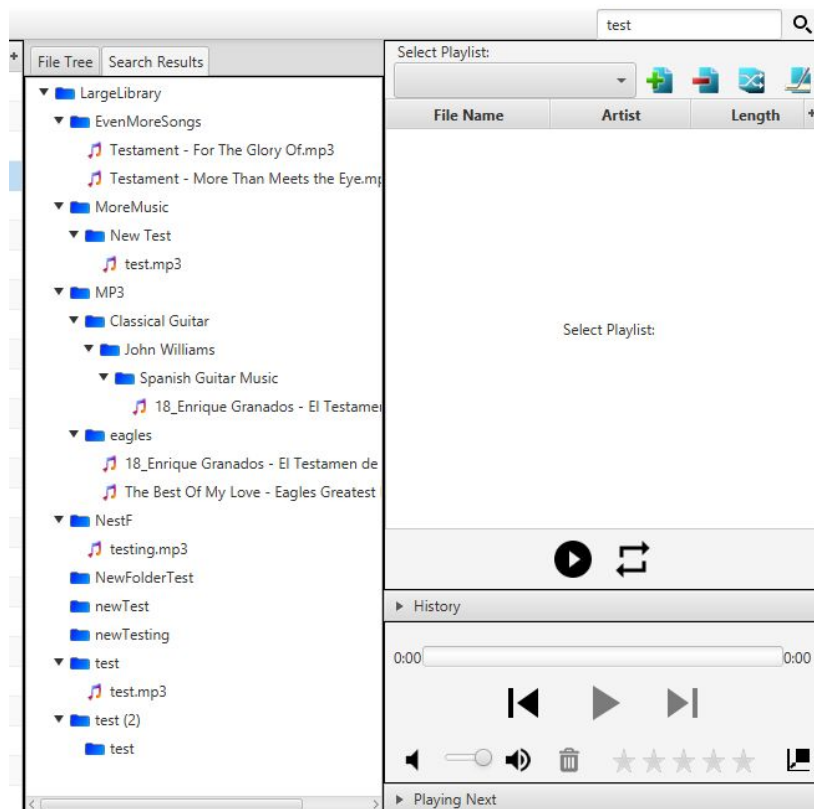 test
File Tree
Search Results
LargeLibrary
EvenMoreSongs
Testament - For The Glory Of.mp3
Testament - More Than Meets the Eye.mp
MoreMusic
New Test
test.mp3
MP3
Classical Guitar
John Williams
Spanish Guitar Music
18_Enrique Granados - El Testamen
eagles
18_Enrique Granados - El Testamen de
The Best Of My Love - Eagles Greatest
NestF
testing.mp3
NewFolderTest
newTest
newTesting
test
test.mp3
test (2)
test
Select Playlist:
File Name Artist Length
Select Playlist:
History
0:00 0:00
Playing Next